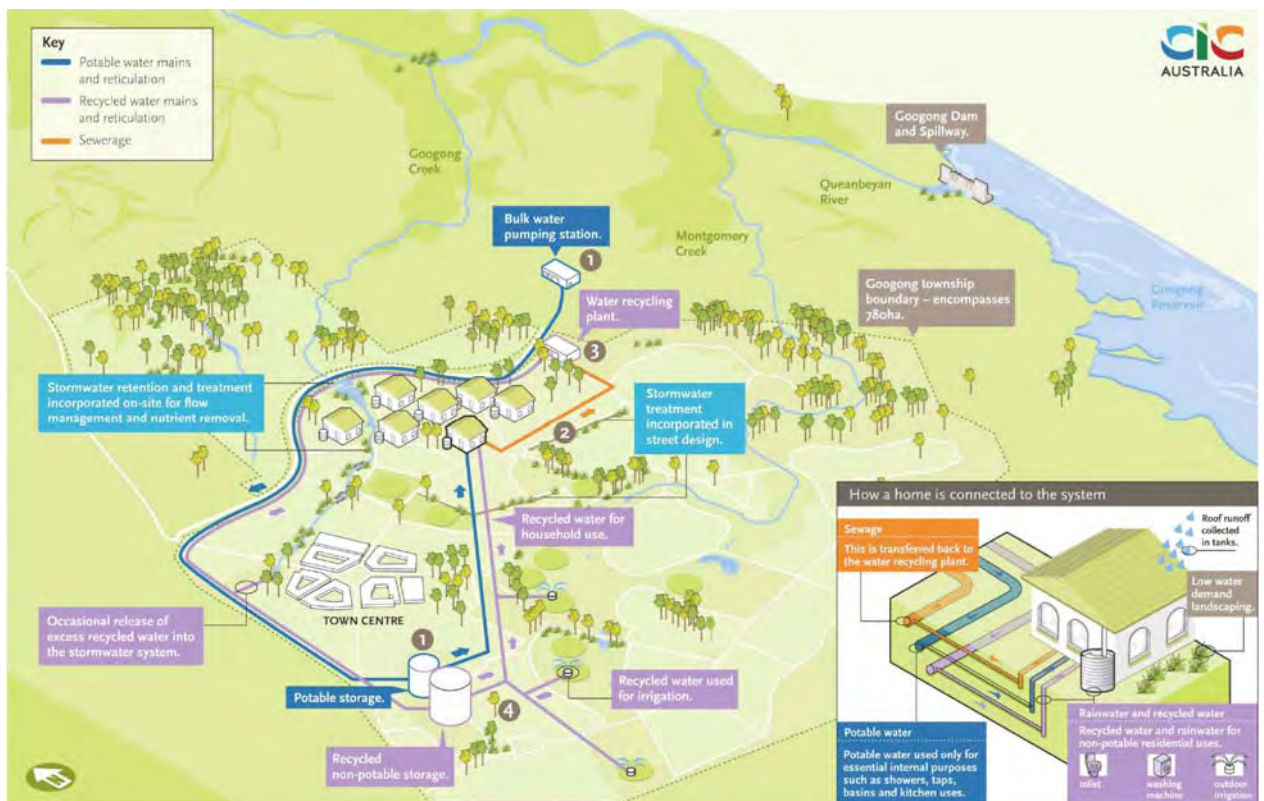 Key
Potable water mains
and reticulation
Recycled water mains
and reticulation
Sewerage
CIC
AUSTRALIA
Googong Dam
and Spillway.
Googong
Creek
Queanbeyan
River
Bulk water
pumping station.
1
Montgomery
Creek
Googong
Reservoir
Googong township
boundary – encompasses
780ha.
Water recycling
plant.
3
Stormwater retention and treatment
incorporated on-site for flow
management and nutrient removal.
Stormwater
treatment
incorporated in
street design.
2
Recycled water for
household use.
Occasional release of
excess recycled water into
the stormwater system.
TOWN CENTRE
1
Potable storage.
Recycled water used
for irrigation.
4
Recycled
non-potable storage.
How a home is connected to the system
Sewage
This is transferred back to
the water recycling plant.
Roof runoff
collected
in tanks.
Low water
demand
landscaping.
Potable water
Potable water used only for
essential internal purposes
such as showers, taps,
basins and kitchen uses.
Rainwater and recycled water
Recycled water and rainwater for
non-potable residential uses.
toilet
washing
machine
outdoor
irrigation